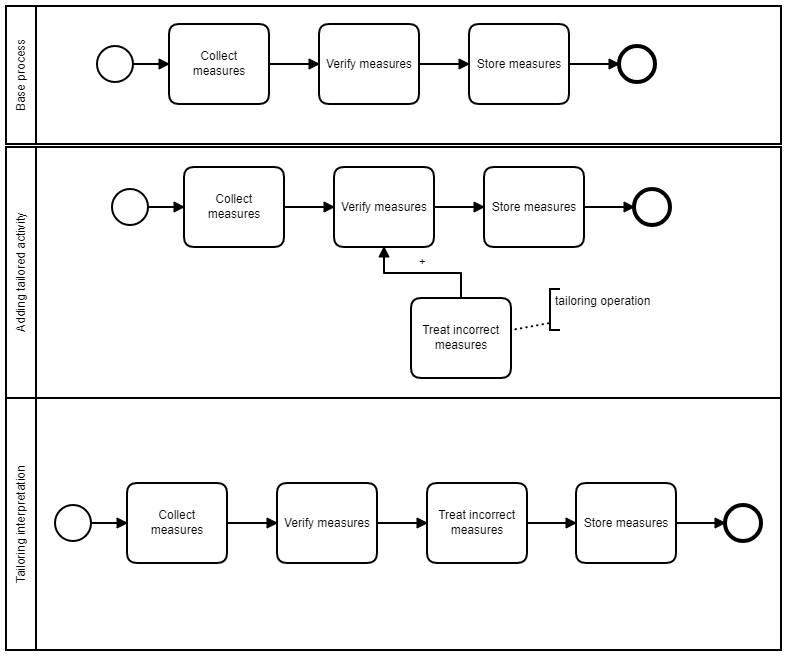 Base process
Collect
measures
Verify measures
Store measures
Adding tailored activity
Collect
measures
Verify measures
Store measures
+
tailoring operation
Treat incorrect
measures
Tailoring interpretation
Collect
measures
Verify measures
Treat incorrect
measures
Store measures